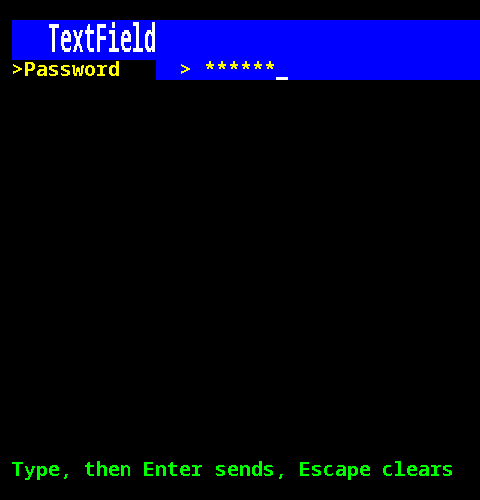 TextField
>Password > ******_
Type, then Enter sends, Escape clears